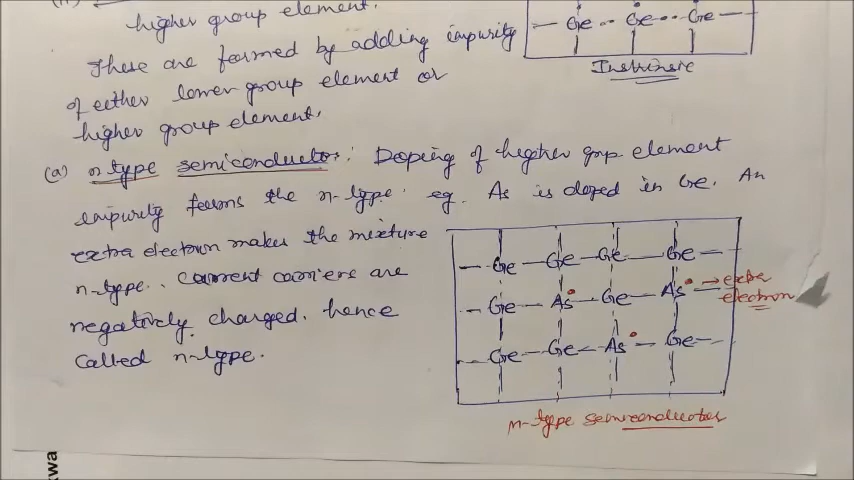 higher group element.
These are formed by adding impurity
of either lower group element or
higher group element.
Ge Ge Ge
Instrinsic
(a) n type semiconductor: Doping of higher grp. element
impurity forms the n-type. eg. As is doped in Ge. An
extra electron makes the mixture
n-type. Current carriers are
negatively charged. hence
called n-type.
Ge Ge Ge Ge
Ge As Ge As → extra
electron
Ge Ge As Ge
n-type semiconductor